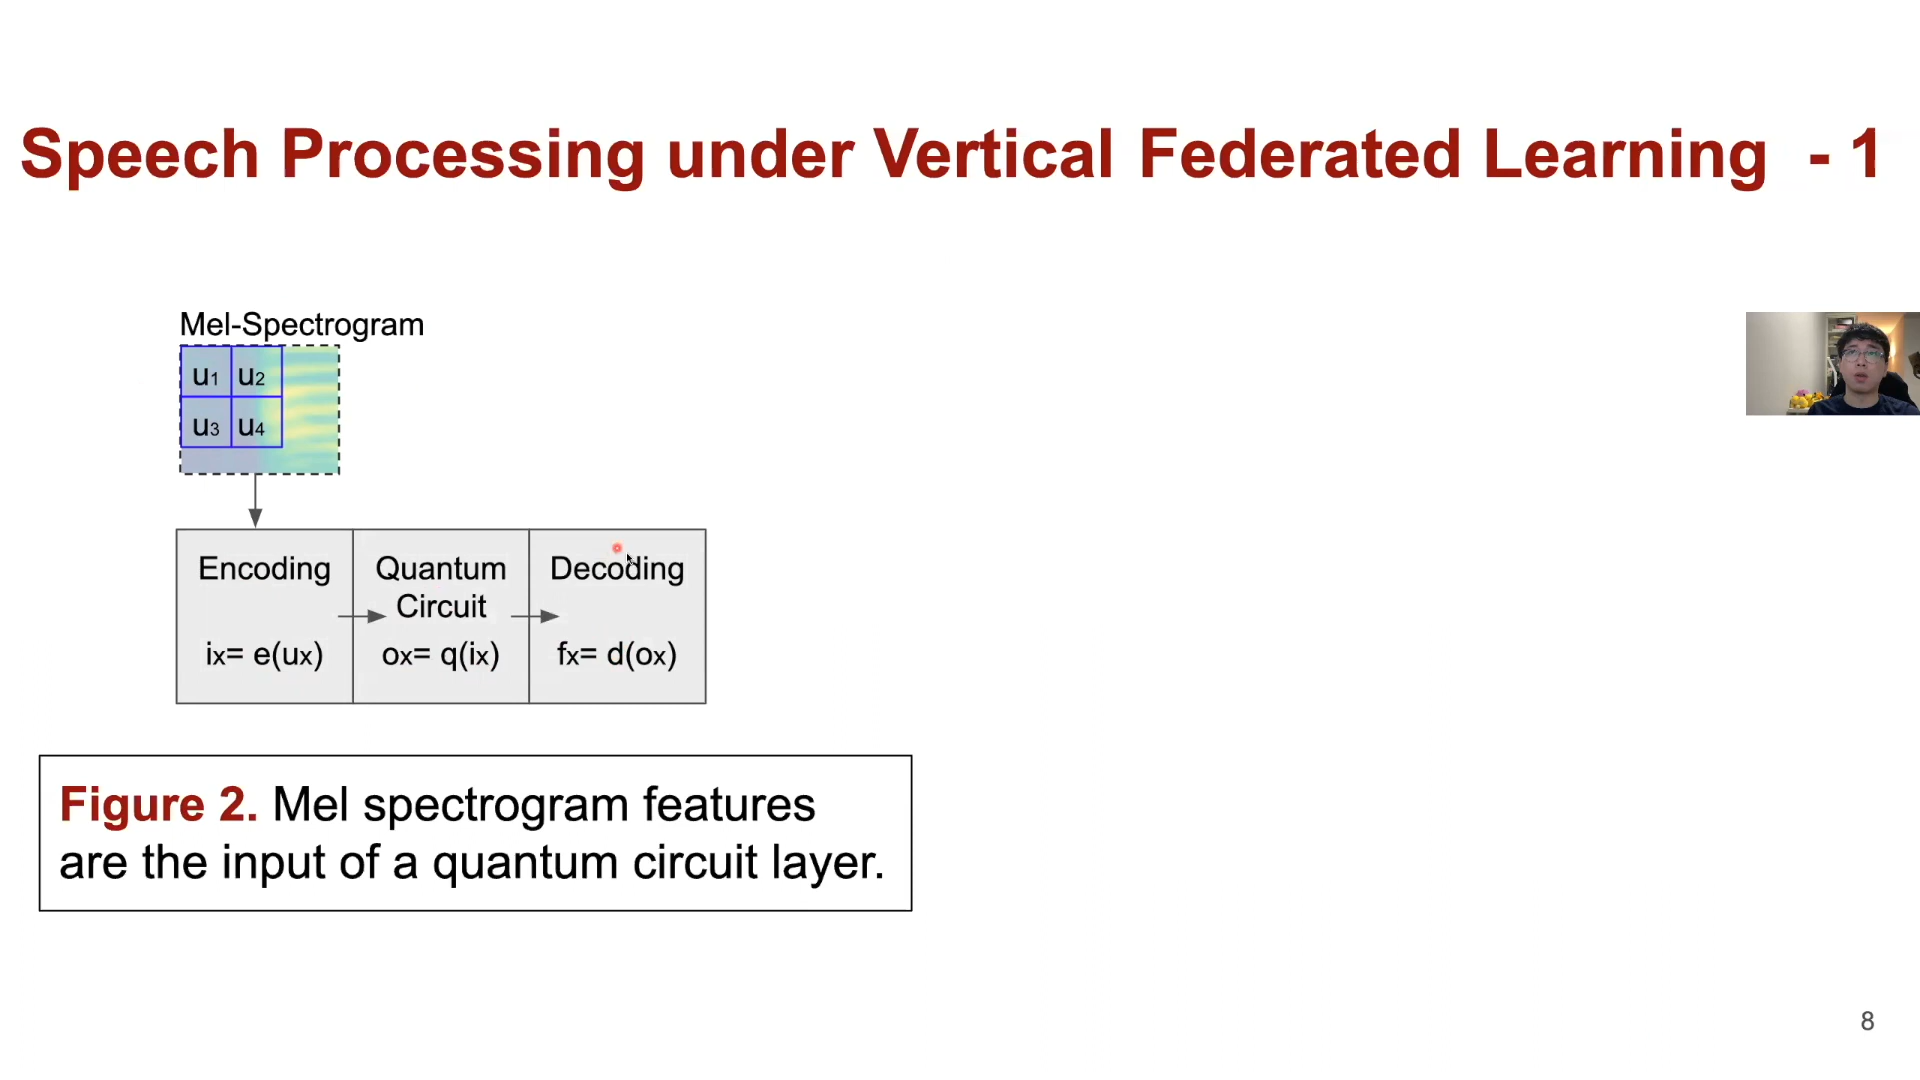 Speech Processing under Vertical Federated Learning - 1
Mel-Spectrogram
u1 u2
u3 u4
Encoding
ix= e(ux)
Quantum
Circuit
ox= q(ix)
Decoding
fx= d(ox)
Figure 2. Mel spectrogram features
are the input of a quantum circuit layer.
8